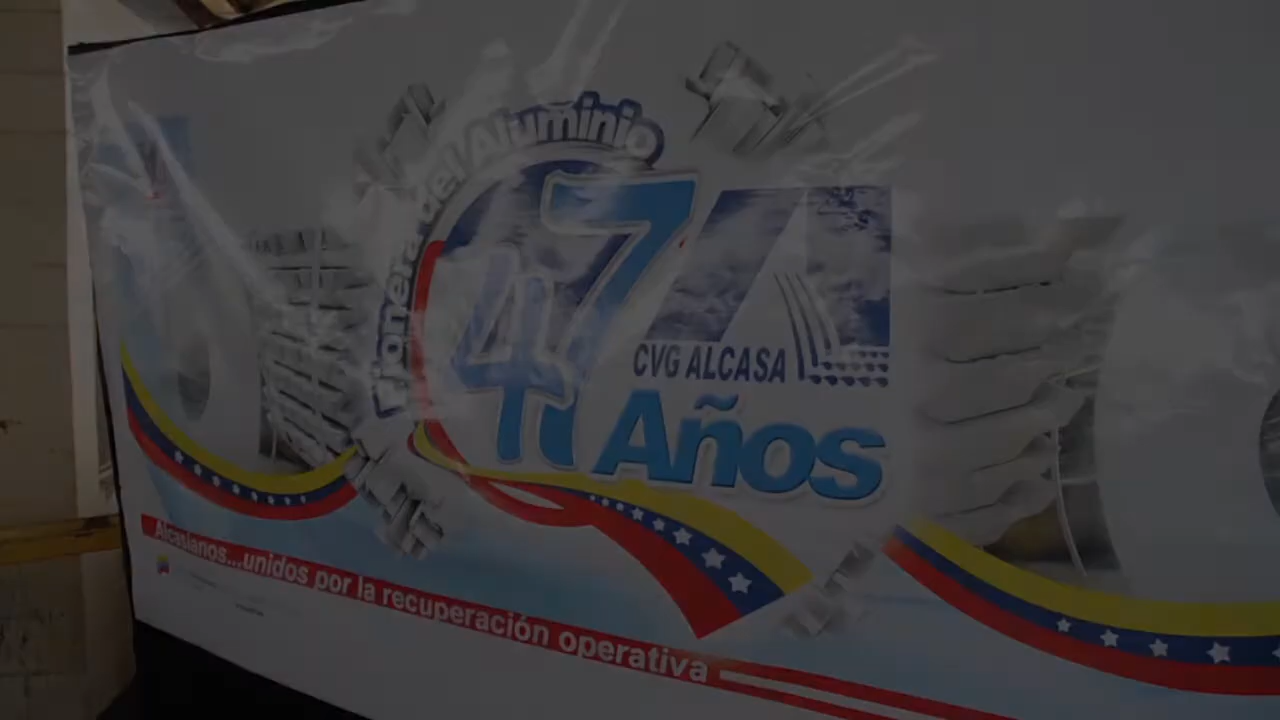 Pionera del Aluminio
47
CVG ALCASA
Años
Alcasianos...unidos por la recuperación operativa